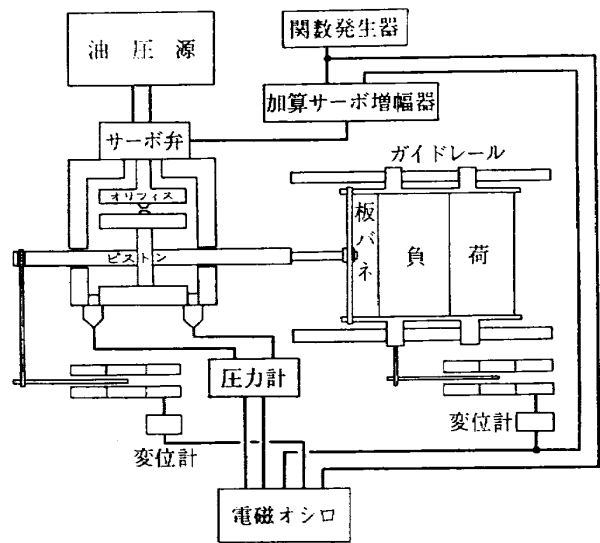 関数発生器
油圧源
加算サーボ増幅器
サーボ弁
ガイドレール
オリフィス
板バネ
ピストン
負荷
圧力計
変位計
変位計
電磁オシロ